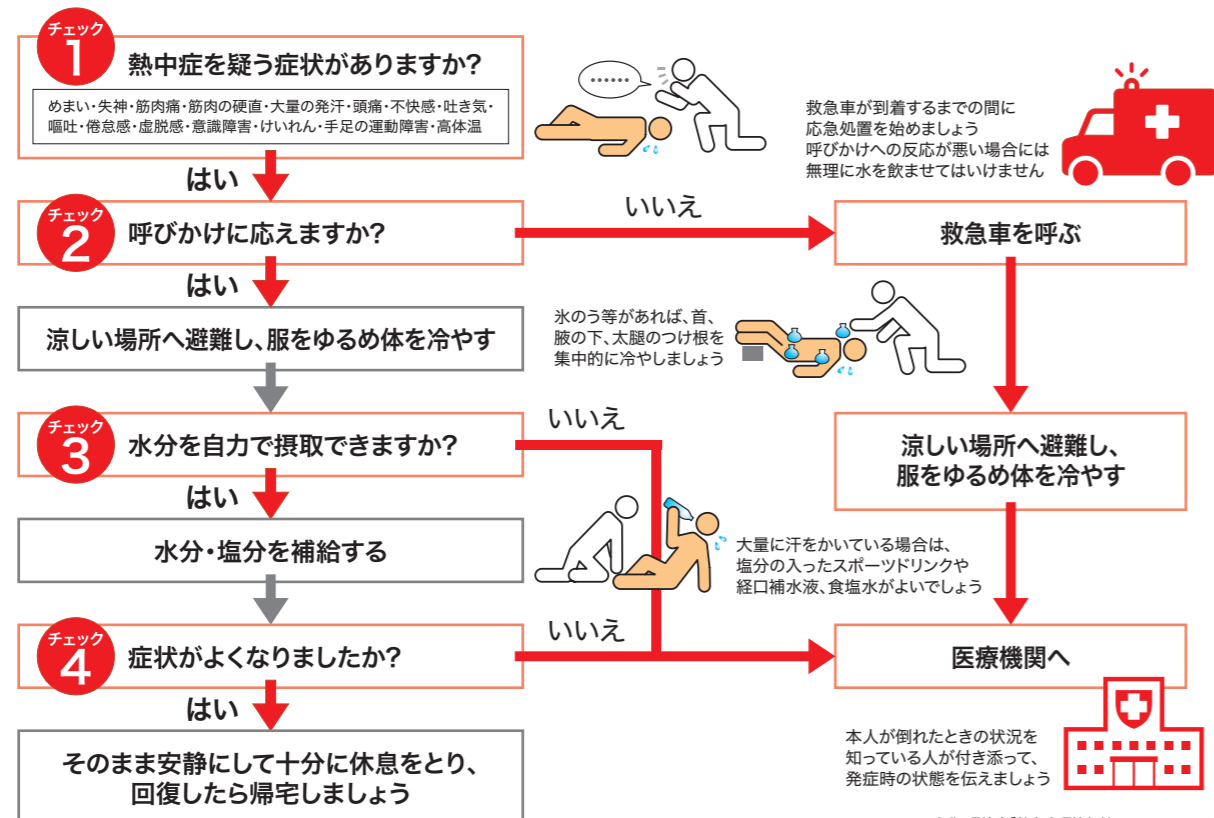 チェック
1
熱中症を疑う症状がありますか？
めまい・失神・筋肉痛・筋肉の硬直・大量の発汗・頭痛・不快感・吐き気・
嘔吐・倦怠感・虚脱感・意識障害・けいれん・手足の運動障害・高体温
……
救急車が到着するまでの間に
応急処置を始めましょう
呼びかけへの反応が悪い場合には
無理に水を飲ませてはいけません
はい
チェック
2
呼びかけに応えますか？
いいえ
救急車を呼ぶ
はい
涼しい場所へ避難し、服をゆるめ体を冷やす
氷のう等があれば、首、
腋の下、太腿のつけ根を
集中的に冷やしましょう
チェック
3
水分を自力で摂取できますか？
いいえ
涼しい場所へ避難し、
服をゆるめ体を冷やす
はい
水分・塩分を補給する
大量に汗をかいている場合は、
塩分の入ったスポーツドリンクや
経口補水液、食塩水がよいでしょう
チェック
4
症状がよくなりましたか？
いいえ
医療機関へ
はい
そのまま安静にして十分に休息をとり、
回復したら帰宅しましょう
本人が倒れたときの状況を
知っている人が付き添って、
発症時の状態を伝えましょう